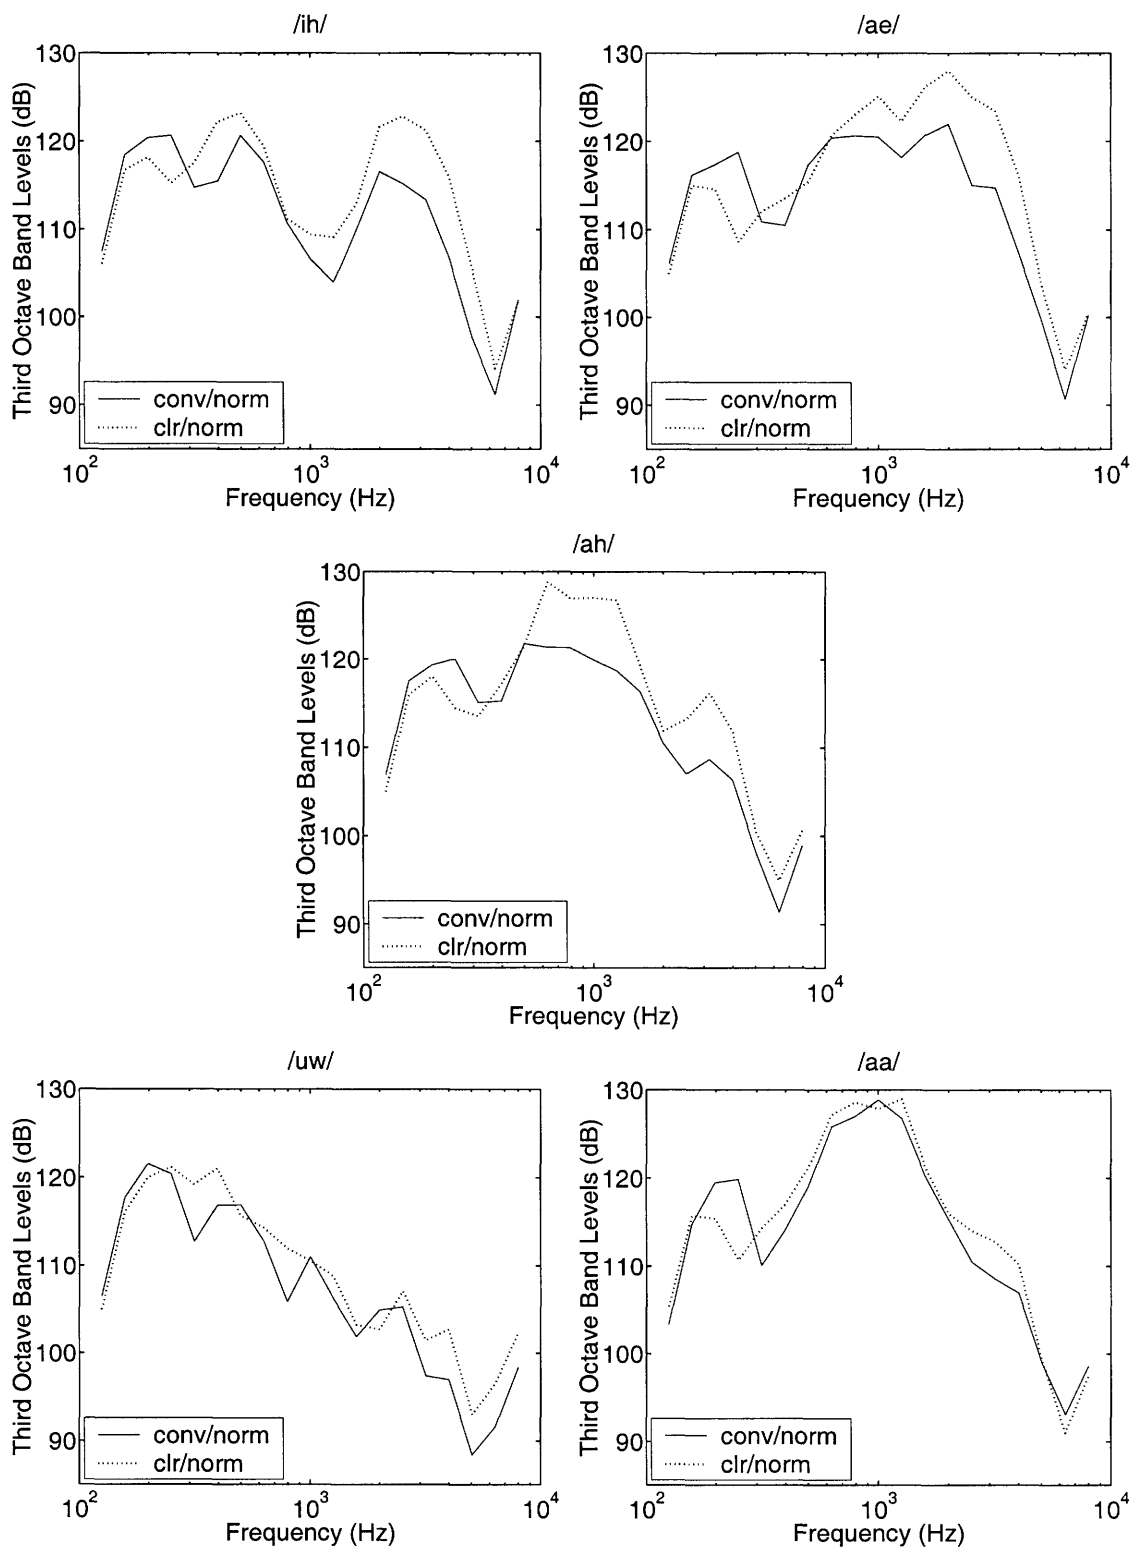 /ih/
130
120
110
100
90
Third Octave Band Levels (dB)
conv/norm
clr/norm
10^2
10^3
10^4
Frequency (Hz)
/ae/
130
120
110
100
90
Third Octave Band Levels (dB)
conv/norm
clr/norm
10^2
10^3
10^4
Frequency (Hz)
/ah/
130
120
110
100
90
Third Octave Band Levels (dB)
conv/norm
clr/norm
10^2
10^3
10^4
Frequency (Hz)
/uw/
130
120
110
100
90
Third Octave Band Levels (dB)
conv/norm
clr/norm
10^2
10^3
10^4
Frequency (Hz)
/aa/
130
120
110
100
90
Third Octave Band Levels (dB)
conv/norm
clr/norm
10^2
10^3
10^4
Frequency (Hz)